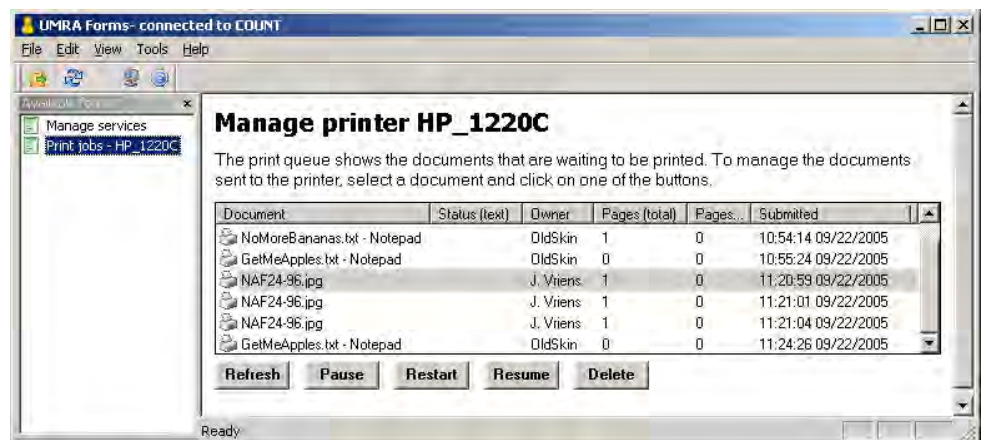 UMRA Forms- connected to COUNT
File Edit View Tools Help
Manage services
Print jobs - HP_1220C
Manage printer HP_1220C
The print queue shows the documents that are waiting to be printed. To manage the documents
sent to the printer, select a document and click on one of the buttons.
Document Status (text) Owner Pages (total) Pages... Submitted
NoMoreBananas.txt - Notepad OldSkin 1 0 10:54:14 09/22/2005
GetMeApples.txt - Notepad OldSkin 0 0 10:55:24 09/22/2005
NAF24-96.jpg J. Vriens 1 0 11:20:59 09/22/2005
NAF24-96.jpg J. Vriens 1 0 11:21:01 09/22/2005
NAF24-96.jpg J. Vriens 1 0 11:21:04 09/22/2005
GetMeApples.txt - Notepad OldSkin 0 0 11:24:26 09/22/2005
Refresh Pause Restart Resume Delete
Ready